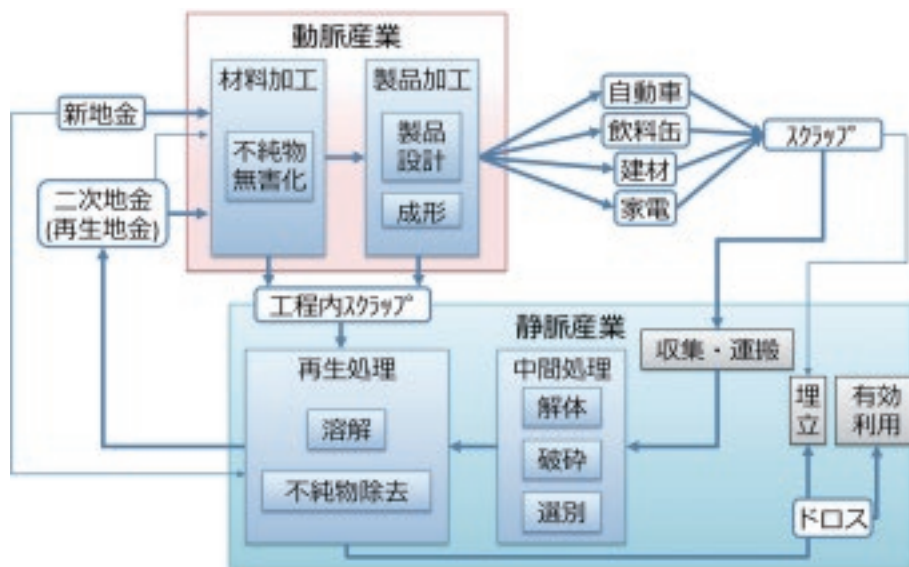 動脈産業
材料加工
製品加工
新地金
不純物
無害化
製品
設計
成形
二次地金
(再生地金)
自動車
飲料缶
建材
家電
スクラップ
工程内スクラップ
静脈産業
収集・運搬
再生処理
溶解
不純物除去
中間処理
解体
破砕
選別
埋
立
有効
利用
ドロス